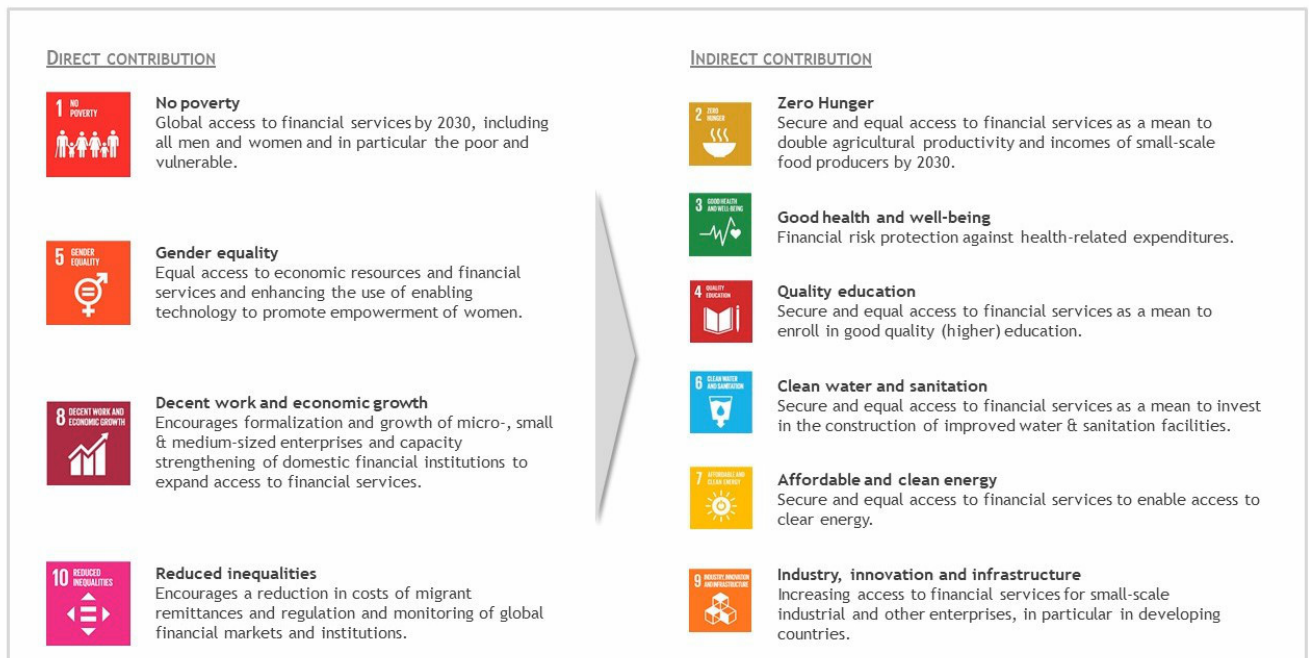 DIRECT CONTRIBUTION
1 NO
POVERTY
No poverty
Global access to financial services by 2030, including
all men and women and in particular the poor and
vulnerable.
5 GENDER
EQUALITY
Gender equality
Equal access to economic resources and financial
services and enhancing the use of enabling
technology to promote empowerment of women.
8 DECENT WORK AND
ECONOMIC GROWTH
Decent work and economic growth
Encourages formalization and growth of micro-, small
& medium-sized enterprises and capacity
strengthening of domestic financial institutions to
expand access to financial services.
10 REDUCED
INEQUALITIES
Reduced inequalities
Encourages a reduction in costs of migrant
remittances and regulation and monitoring of global
financial markets and institutions.
INDIRECT CONTRIBUTION
2 ZERO
HUNGER
Zero Hunger
Secure and equal access to financial services as a mean to
double agricultural productivity and incomes of small-scale
food producers by 2030.
3 GOOD HEALTH
AND WELL-BEING
Good health and well-being
Financial risk protection against health-related expenditures.
4 QUALITY
EDUCATION
Quality education
Secure and equal access to financial services as a mean to
enroll in good quality (higher) education.
6 CLEAN WATER
AND SANITATION
Clean water and sanitation
Secure and equal access to financial services as a mean to invest
in the construction of improved water & sanitation facilities.
7 AFFORDABLE AND
CLEAN ENERGY
Affordable and clean energy
Secure and equal access to financial services to enable access to
clear energy.
9 INDUSTRY, INNOVATION
AND INFRASTRUCTURE
Industry, innovation and infrastructure
Increasing access to financial services for small-scale
industrial and other enterprises, in particular in developing
countries.